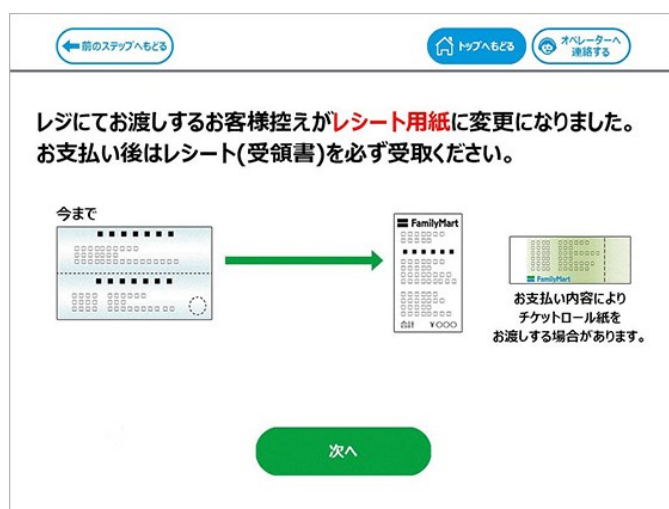 前のステップへもどる
トップへもどる
オペレーターへ
連絡する
レジにてお渡しするお客様控えがレシート用紙に変更になりました。
お支払い後はレシート(受領書)を必ず受取ください。
今まで
FamilyMart
合計 ¥〇〇〇
FamilyMart
お支払い内容により
チケットロール紙を
お渡しする場合があります。
次へ